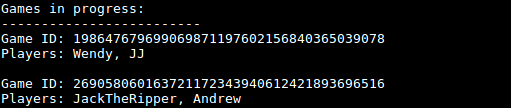 Games in progress:
-------------------------
Game ID: 198647679699069871197602156840365039078
Players: Wendy, JJ

Game ID: 269058060163721172343940612421893696516
Players: JackTheRipper, Andrew